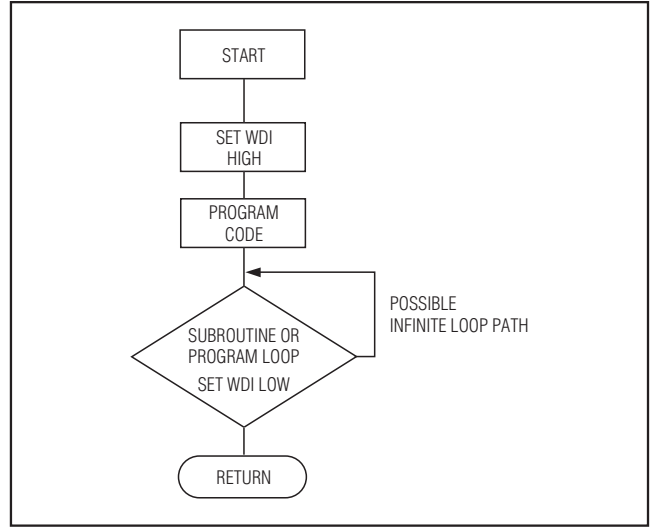 START
SET WDI
HIGH
PROGRAM
CODE
POSSIBLE
INFINITE LOOP PATH
SUBROUTINE OR
PROGRAM LOOP
SET WDI LOW
RETURN